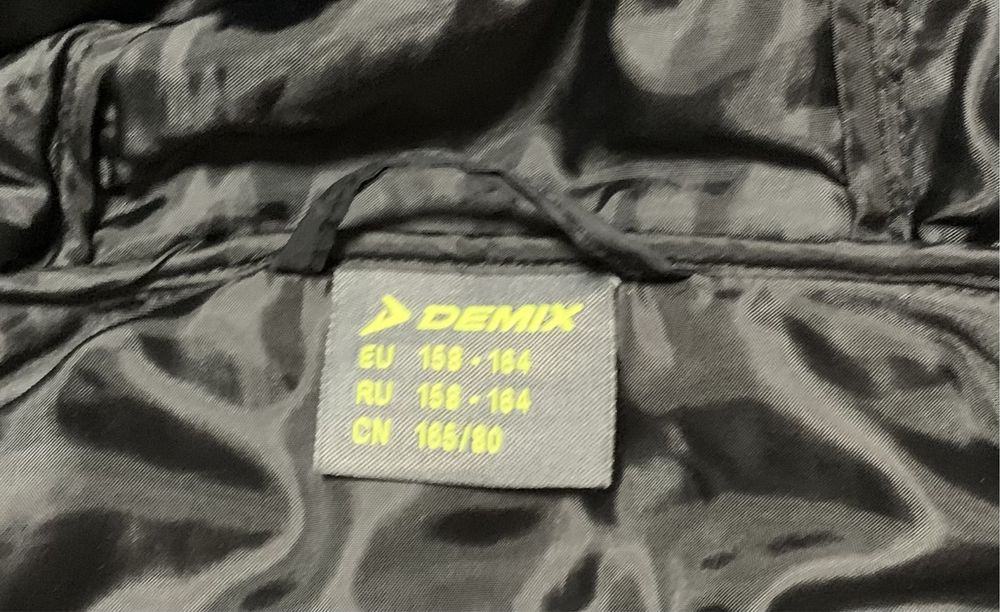 DEMIX
EU 158 - 164
RU 158 - 164
CN 165/80